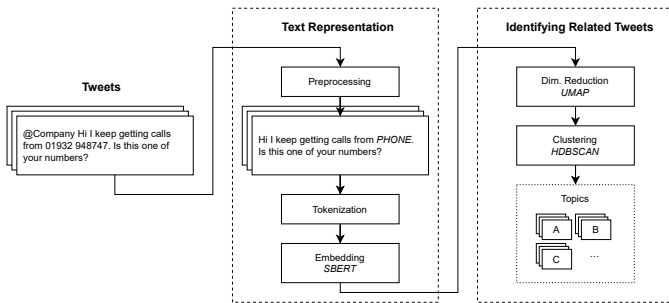 Tweets
@Company Hi I keep getting calls
from 01932 948747. Is this one of
your numbers?
Text Representation
Preprocessing
Hi I keep getting calls from PHONE.
Is this one of your numbers?
Tokenization
Embedding
SBERT
Identifying Related Tweets
Dim. Reduction
UMAP
Clustering
HDBSCAN
Topics
A
B
C
...